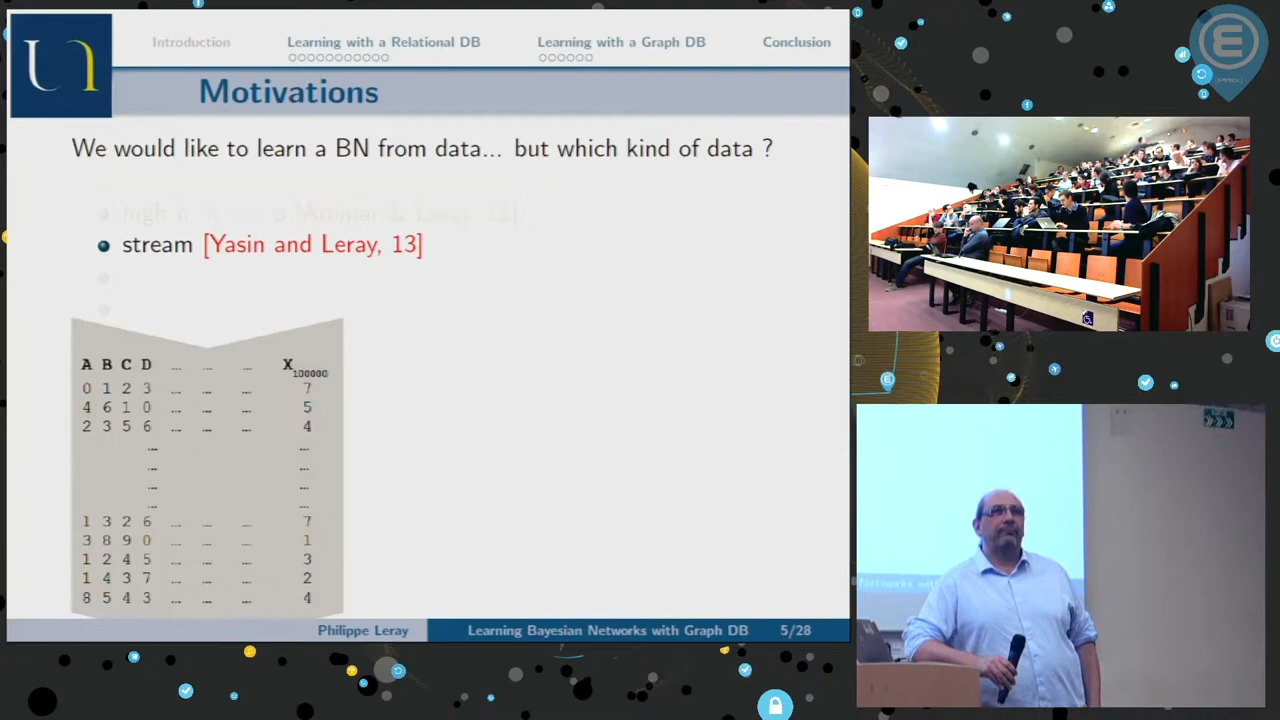 Introduction
Learning with a Relational DB
Learning with a Graph DB
Conclusion
Motivations
We would like to learn a BN from data... but which kind of data ?
stream [Yasin and Leray, 13]
A B C D ... ... ... X100000
0 1 2 3 ... ... ... 7
4 6 1 0 ... ... ... 5
2 3 5 6 ... ... ... 4
... ...
... ...
... ...
... ...
1 3 2 6 ... ... ... 7
3 8 9 0 ... ... ... 1
1 2 4 5 ... ... ... 3
1 4 3 7 ... ... ... 2
8 5 4 3 ... ... ... 4
Philippe Leray
Learning Bayesian Networks with Graph DB
5/28
Networks with